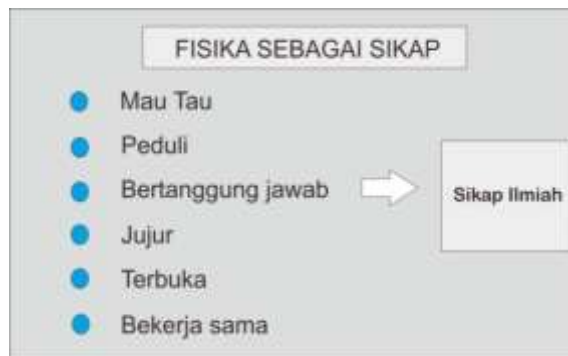 FISIKA SEBAGAI SIKAP
Mau Tau
Peduli
Bertanggung jawab
Sikap Ilmiah
Jujur
Terbuka
Bekerja sama